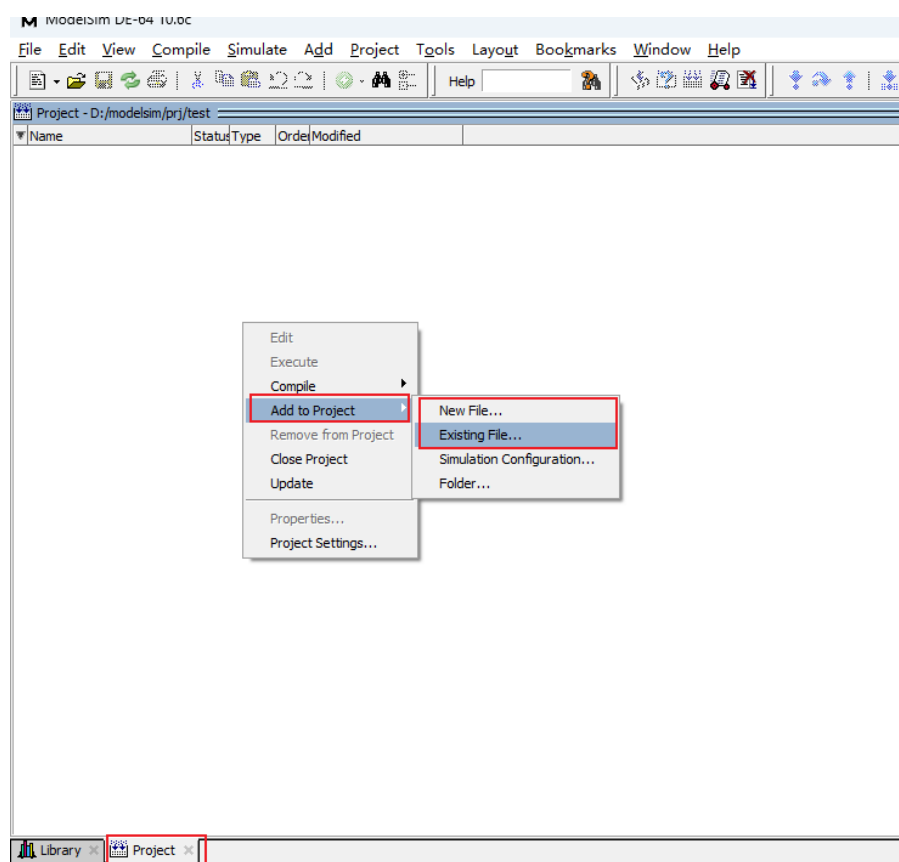 ModelSim DE-64 10.6c
File Edit View Compile Simulate Add Project Tools Layout Bookmarks Window Help
Help
Project - D:/modelsim/prj/test
Name Status Type Order Modified
Edit
Execute
Compile
Add to Project
New File...
Remove from Project
Existing File...
Close Project
Simulation Configuration...
Update
Folder...
Properties...
Project Settings...
Library
Project